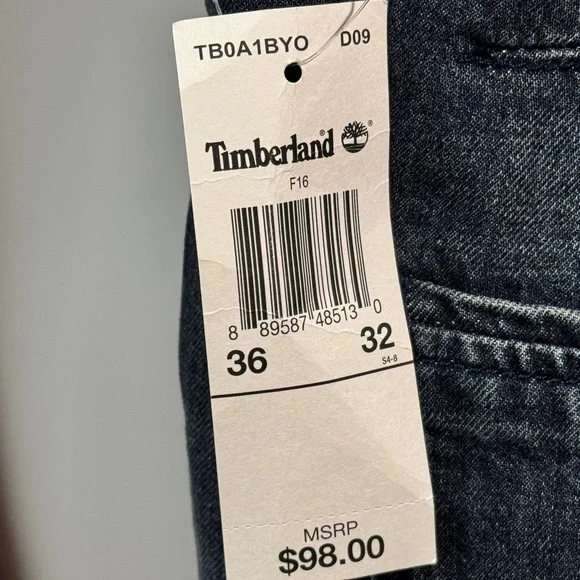 TB0A1BYO D09
Timberland®
F16
8 89587 48513 0
36 32
S4-8
MSRP
$98.00